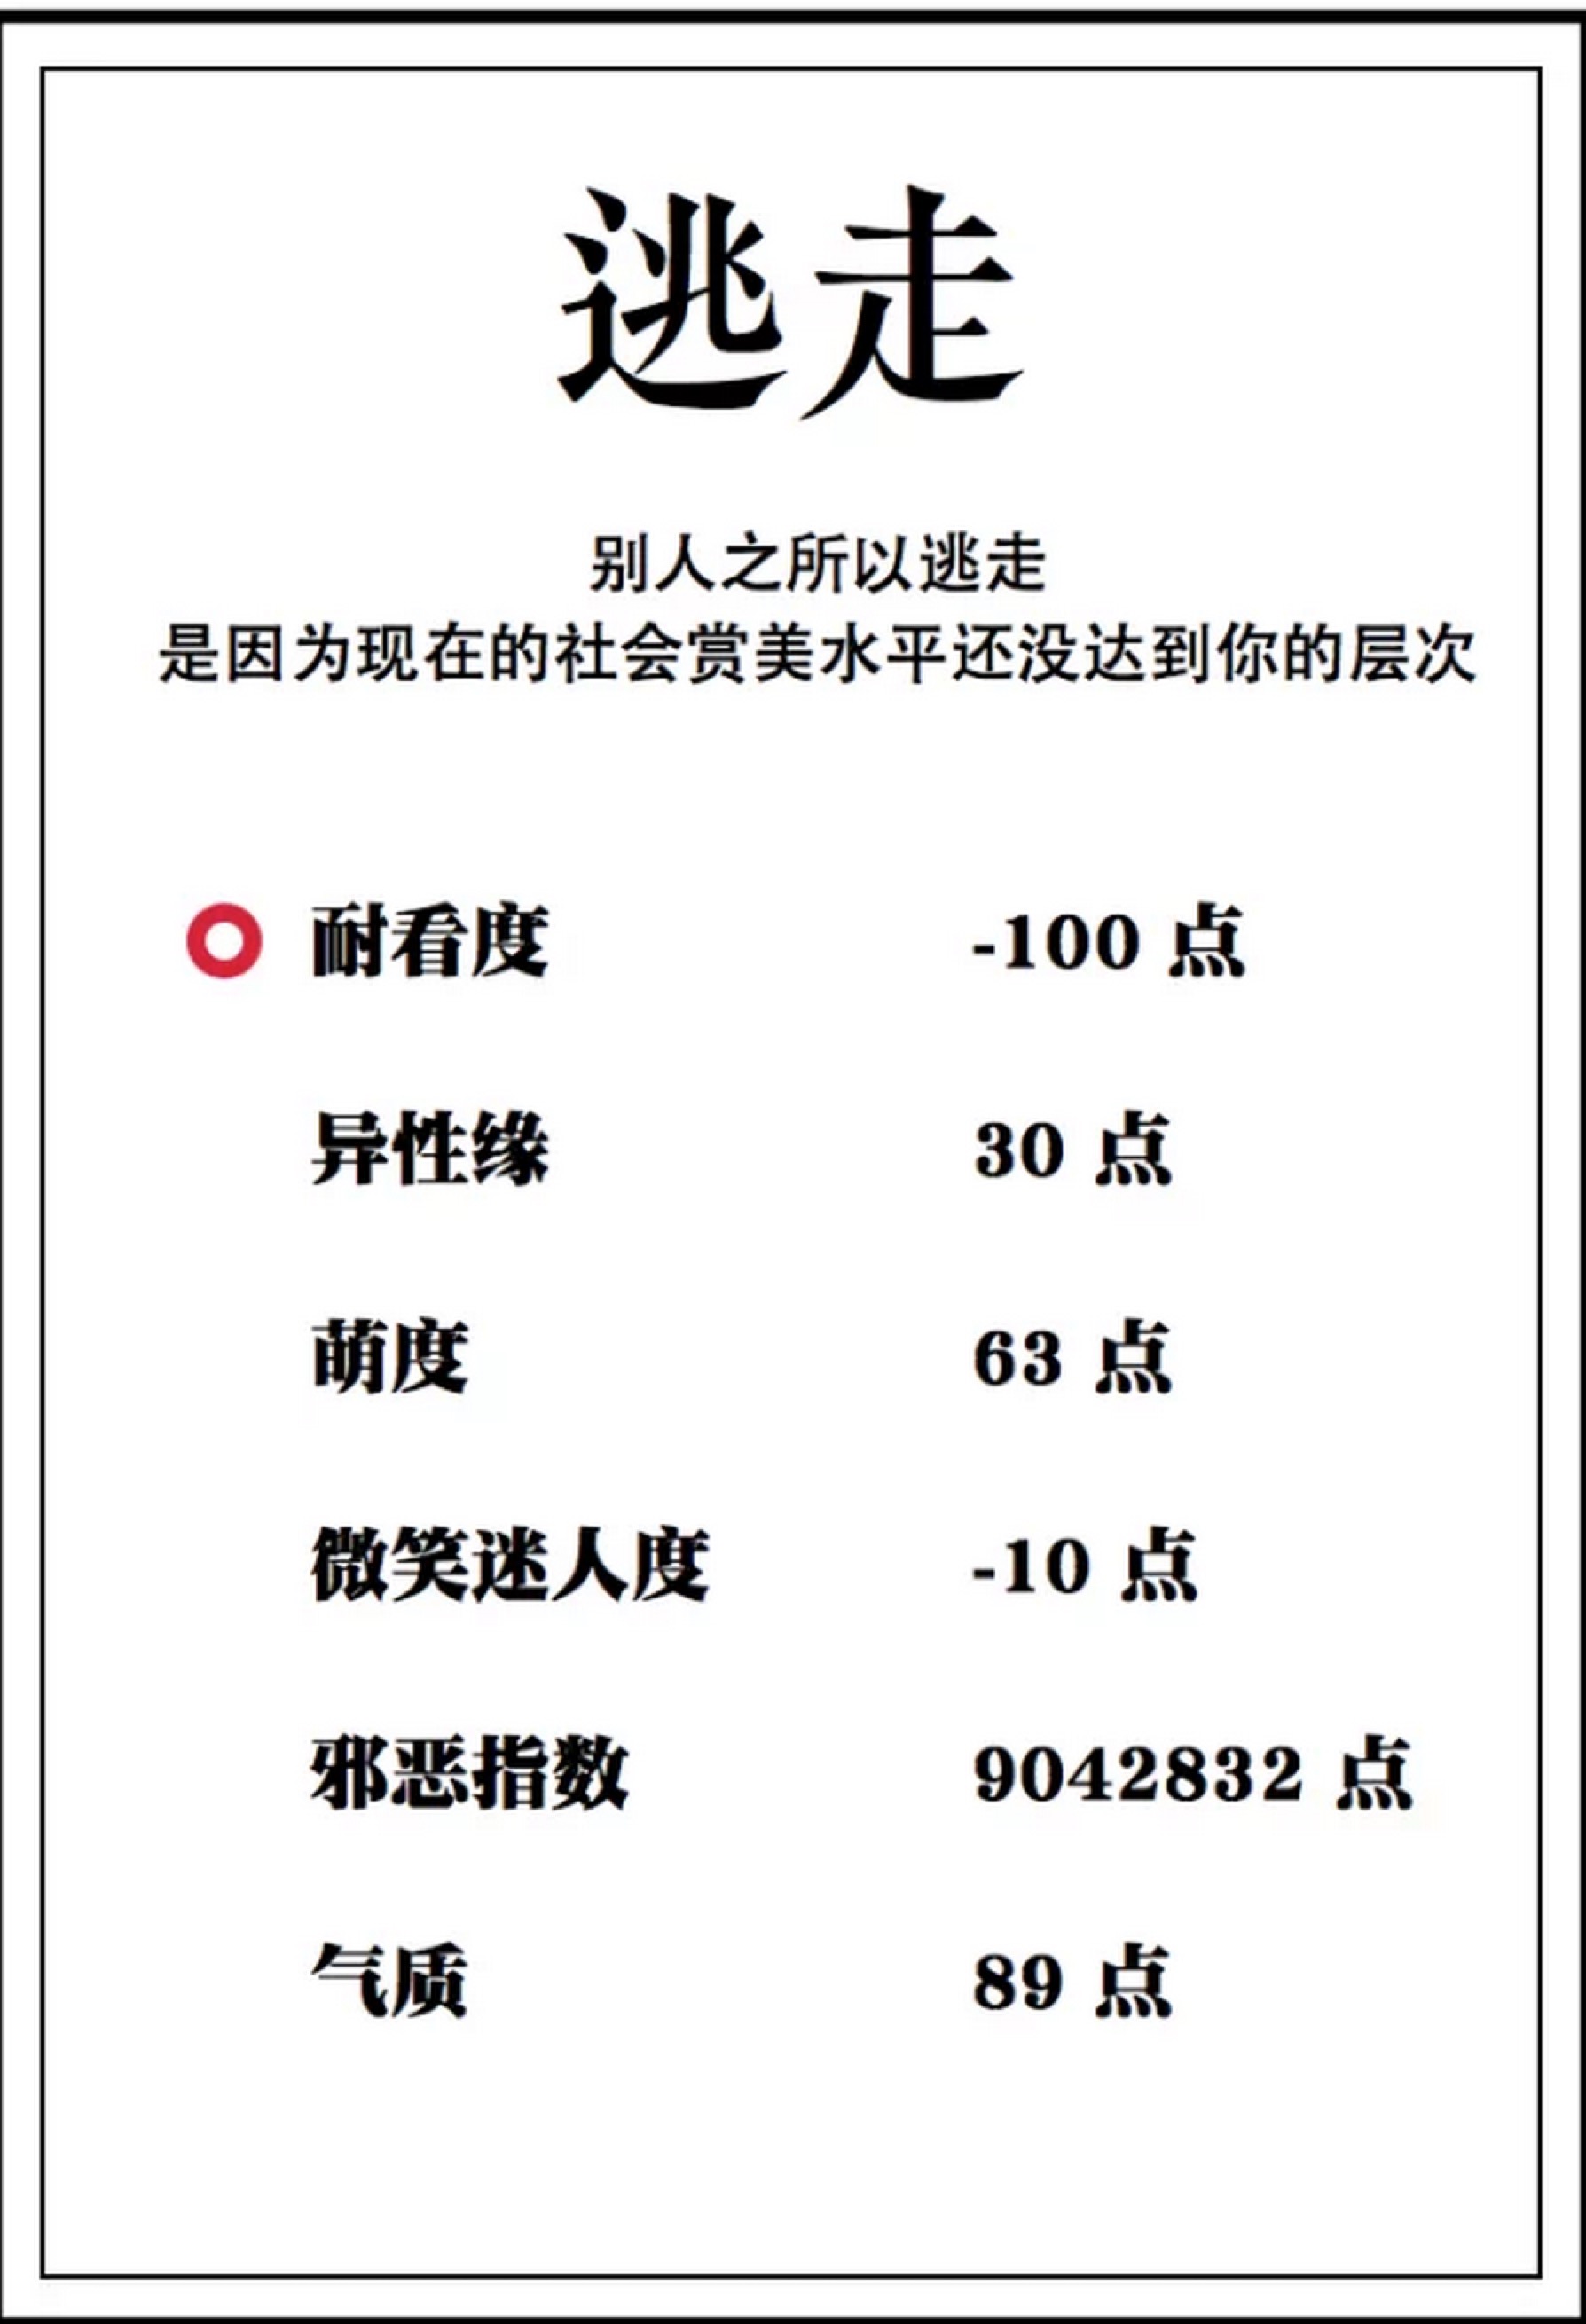 逃走
别人之所以逃走
是因为现在的社会赏美水平还没达到你的层次
耐看度 -100 点
异性缘 30 点
萌度 63 点
微笑迷人度 -10 点
邪恶指数 9042832 点
气质 89 点